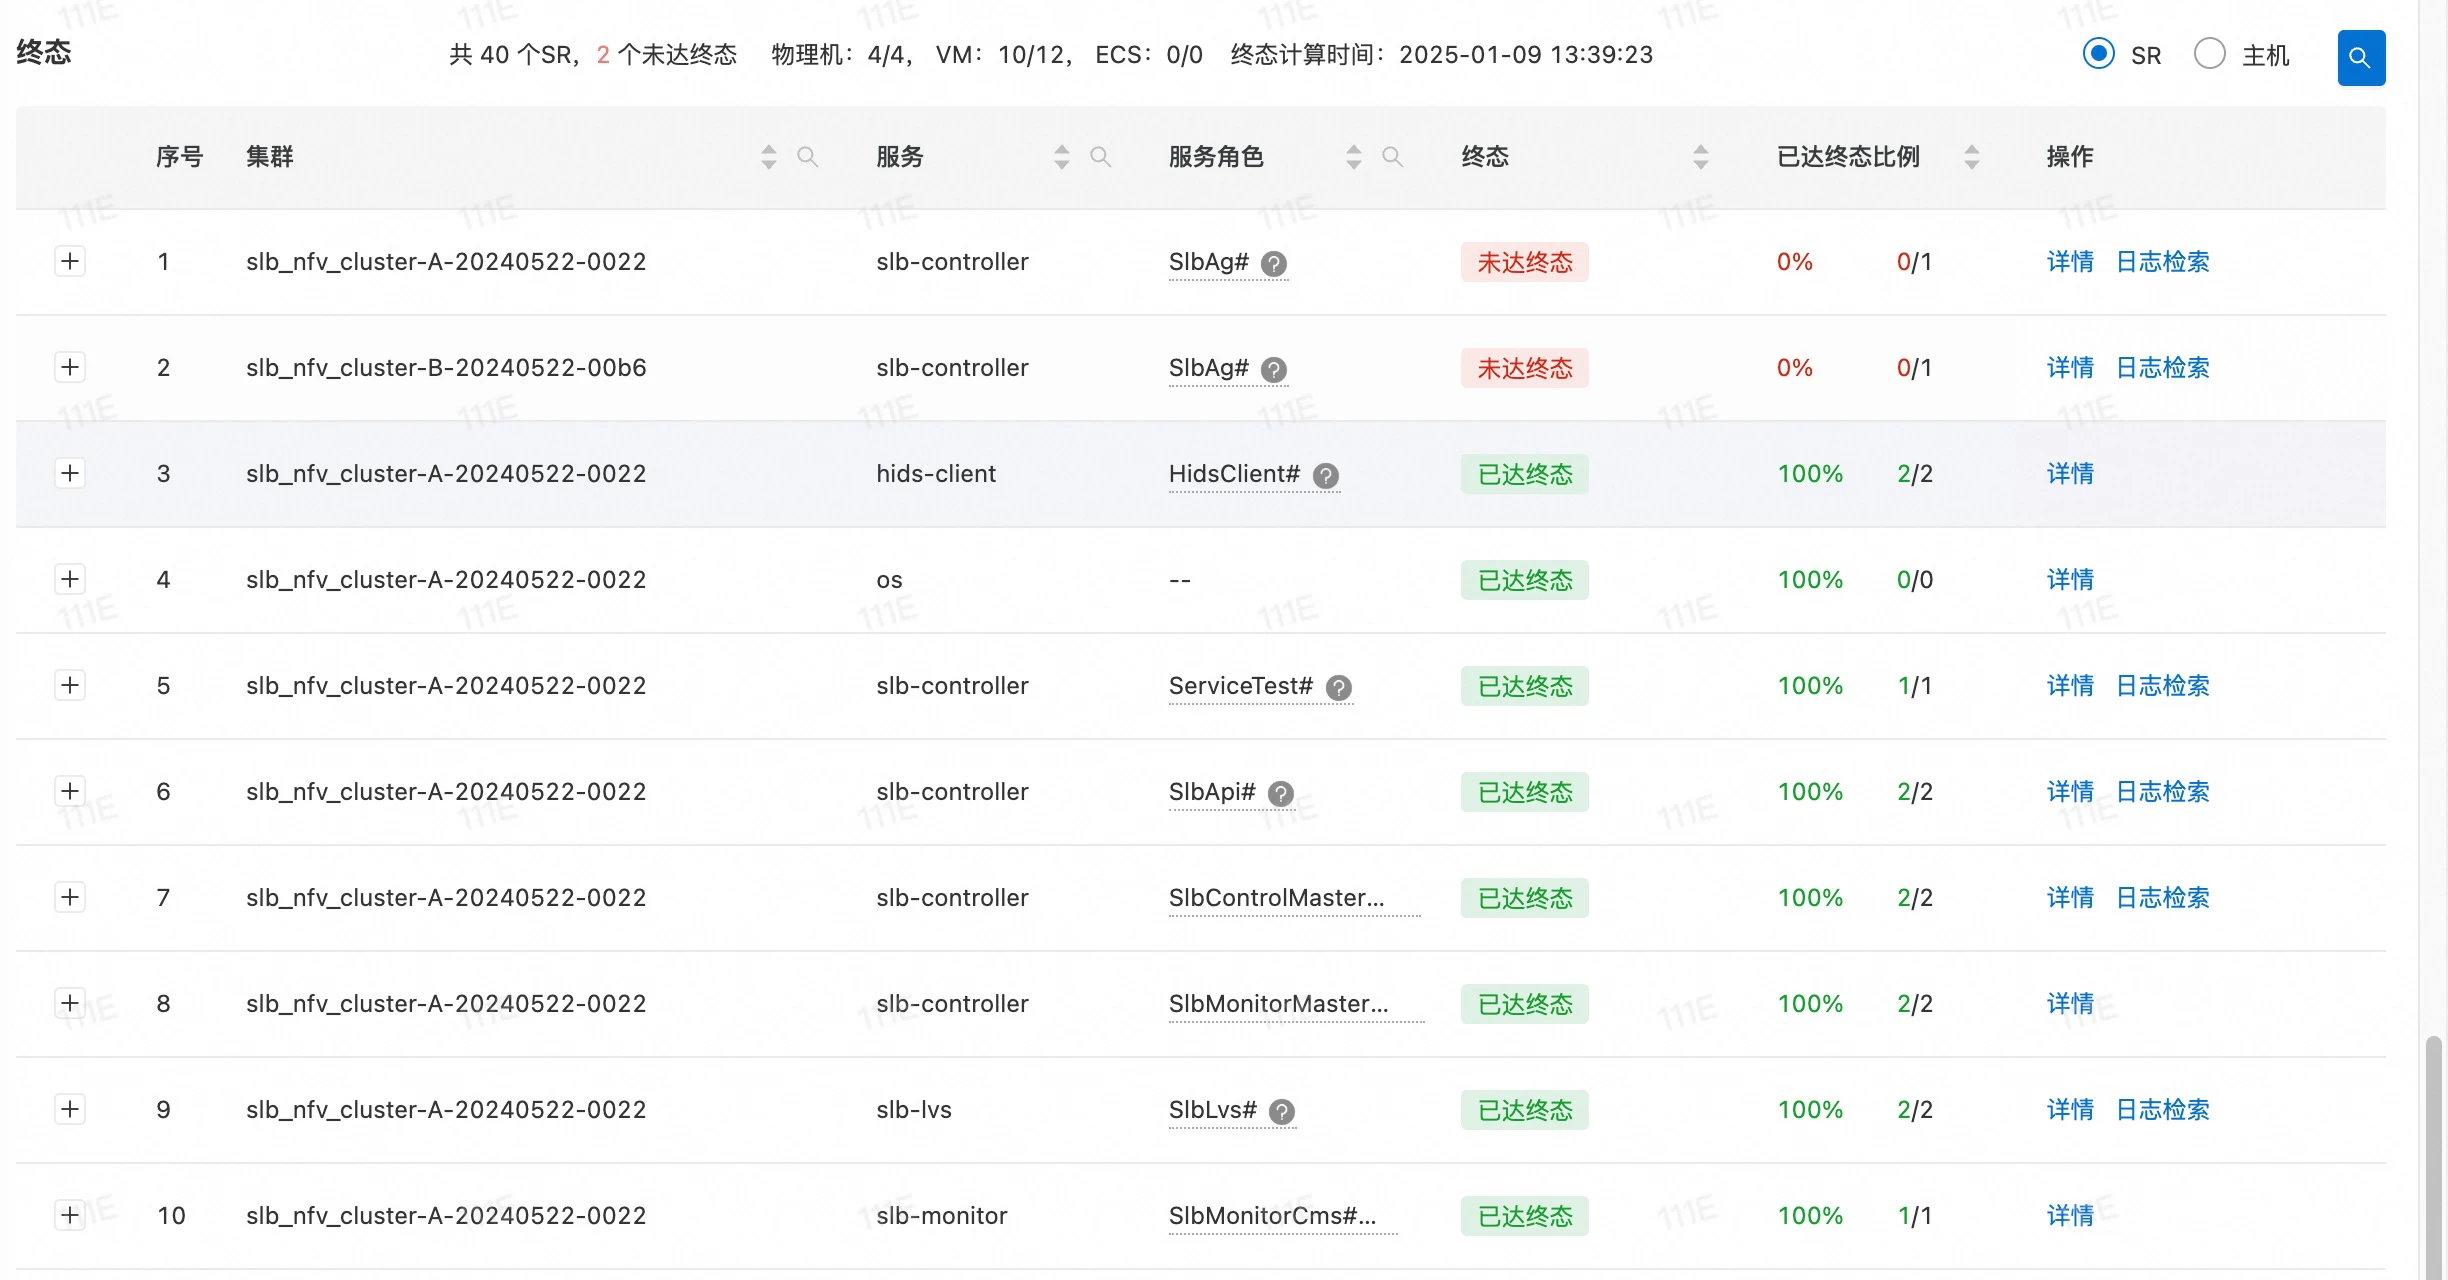 终态 共 40 个SR，2 个未达终态 物理机：4/4， VM：10/12， ECS：0/0 终态计算时间：2025-01-09 13:39:23 SR 主机
序号 集群 服务 服务角色 终态 已达终态比例 操作
1 slb_nfv_cluster-A-20240522-0022 slb-controller SlbAg# ? 未达终态 0% 0/1 详情 日志检索
2 slb_nfv_cluster-B-20240522-00b6 slb-controller SlbAg# ? 未达终态 0% 0/1 详情 日志检索
3 slb_nfv_cluster-A-20240522-0022 hids-client HidsClient# ? 已达终态 100% 2/2 详情
4 slb_nfv_cluster-A-20240522-0022 os -- 已达终态 100% 0/0 详情
5 slb_nfv_cluster-A-20240522-0022 slb-controller ServiceTest# ? 已达终态 100% 1/1 详情 日志检索
6 slb_nfv_cluster-A-20240522-0022 slb-controller SlbApi# ? 已达终态 100% 2/2 详情 日志检索
7 slb_nfv_cluster-A-20240522-0022 slb-controller SlbControlMaster... 已达终态 100% 2/2 详情 日志检索
8 slb_nfv_cluster-A-20240522-0022 slb-controller SlbMonitorMaster... 已达终态 100% 2/2 详情
9 slb_nfv_cluster-A-20240522-0022 slb-lvs SlbLvs# ? 已达终态 100% 2/2 详情 日志检索
10 slb_nfv_cluster-A-20240522-0022 slb-monitor SlbMonitorCms#... 已达终态 100% 1/1 详情